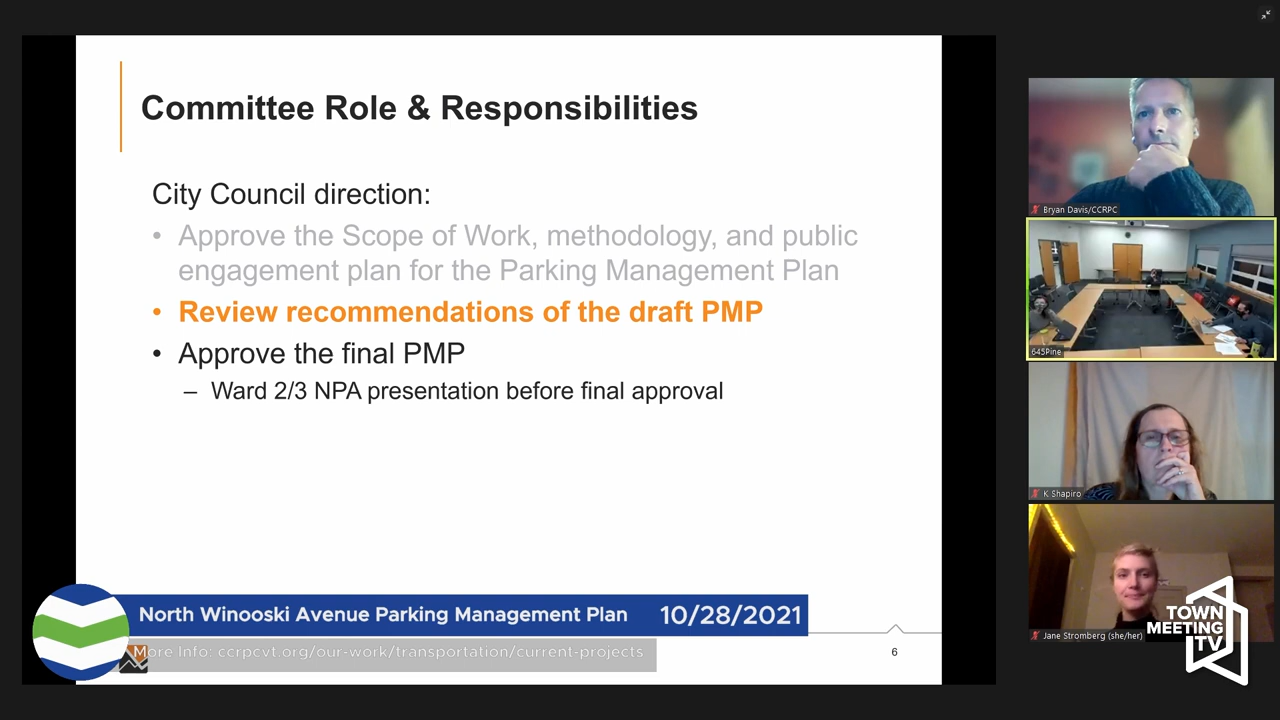 Committee Role & Responsibilities
City Council direction:
• Approve the Scope of Work, methodology, and public
engagement plan for the Parking Management Plan
• Review recommendations of the draft PMP
• Approve the final PMP
– Ward 2/3 NPA presentation before final approval
North Winooski Avenue Parking Management Plan 10/28/2021
More Info: ccrpcvt.org/our-work/transportation/current-projects
6
Bryan Davis/CCRPC
645Pine
K Shapiro
Jane Stromberg (she/her)
TOWN
MEETING
TV